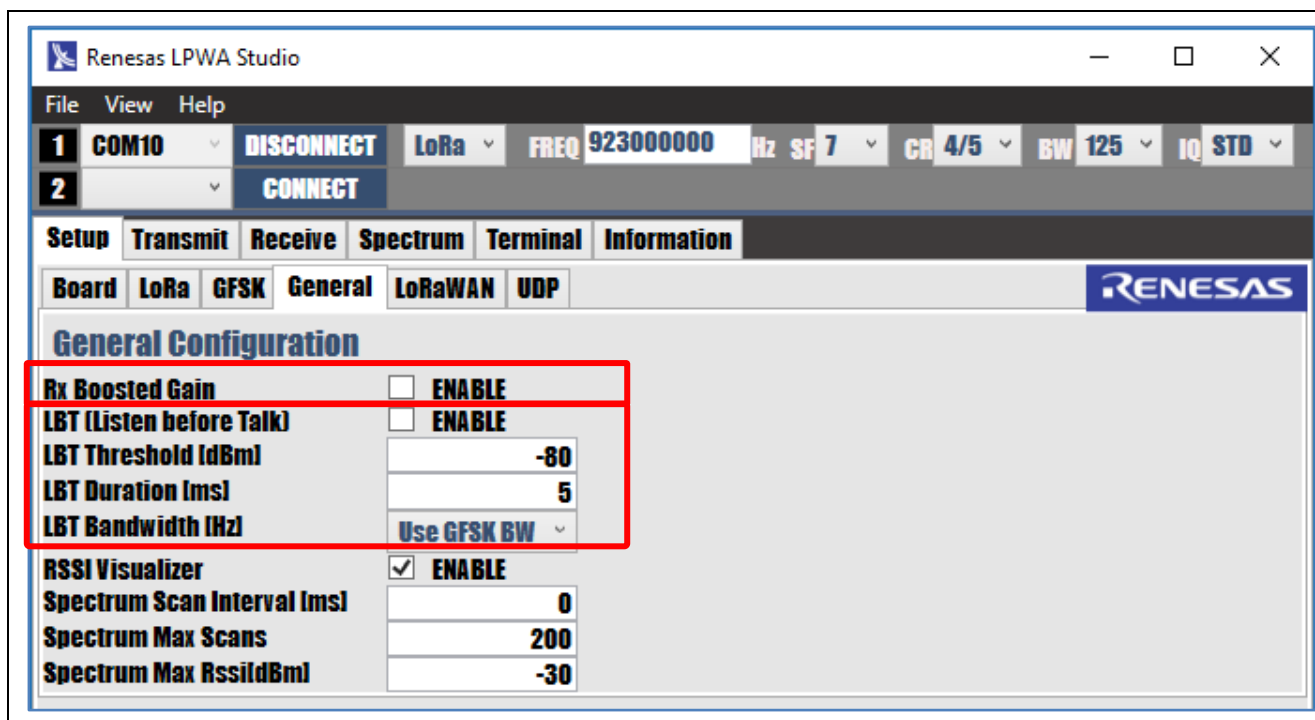 Renesas LPWA Studio
File View Help
1 COM10 DISCONNECT LoRa FREQ 923000000 Hz SF 7 CR 4/5 BW 125 IQ STD
2 CONNECT
Setup Transmit Receive Spectrum Terminal Information
Board LoRa GFSK General LoRaWAN UDP RENESAS
General Configuration
Rx Boosted Gain ENABLE
LBT (Listen before Talk) ENABLE
LBT Threshold [dBm] -80
LBT Duration [ms] 5
LBT Bandwidth [Hz] Use GFSK BW
RSSI Visualizer ENABLE
Spectrum Scan Interval [ms] 0
Spectrum Max Scans 200
Spectrum Max Rssi[dBm] -30